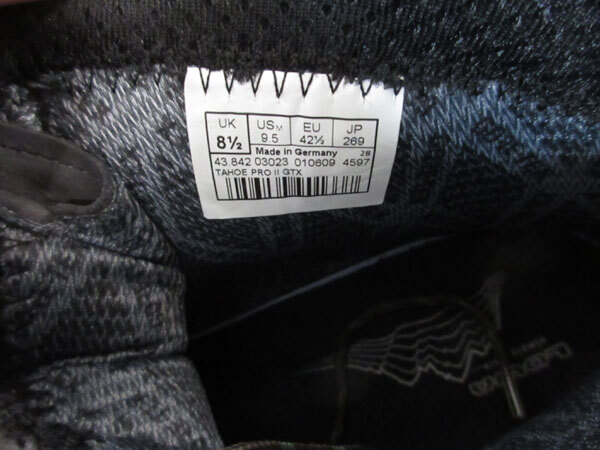 UK US M EU JP
8½ 9.5 42½ 269
Made in Germany 28
43.842 03023 010609 4597
TAHOE PRO II GTX